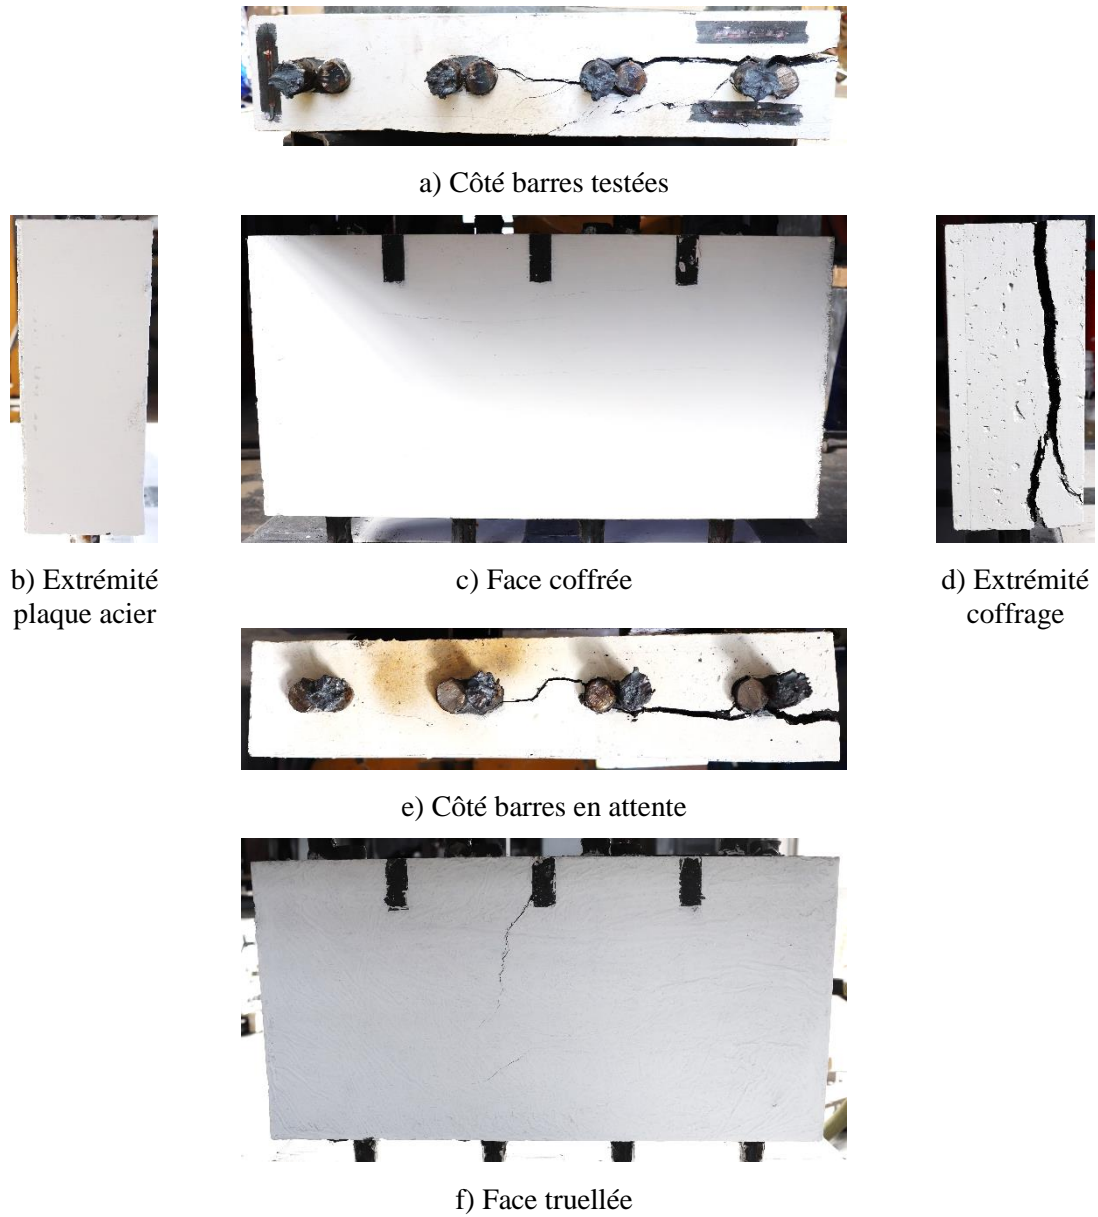 a) Côté barres testées
b) Extrémité
plaque acier
c) Face coffrée
d) Extrémité
coffrage
e) Côté barres en attente
f) Face truellée